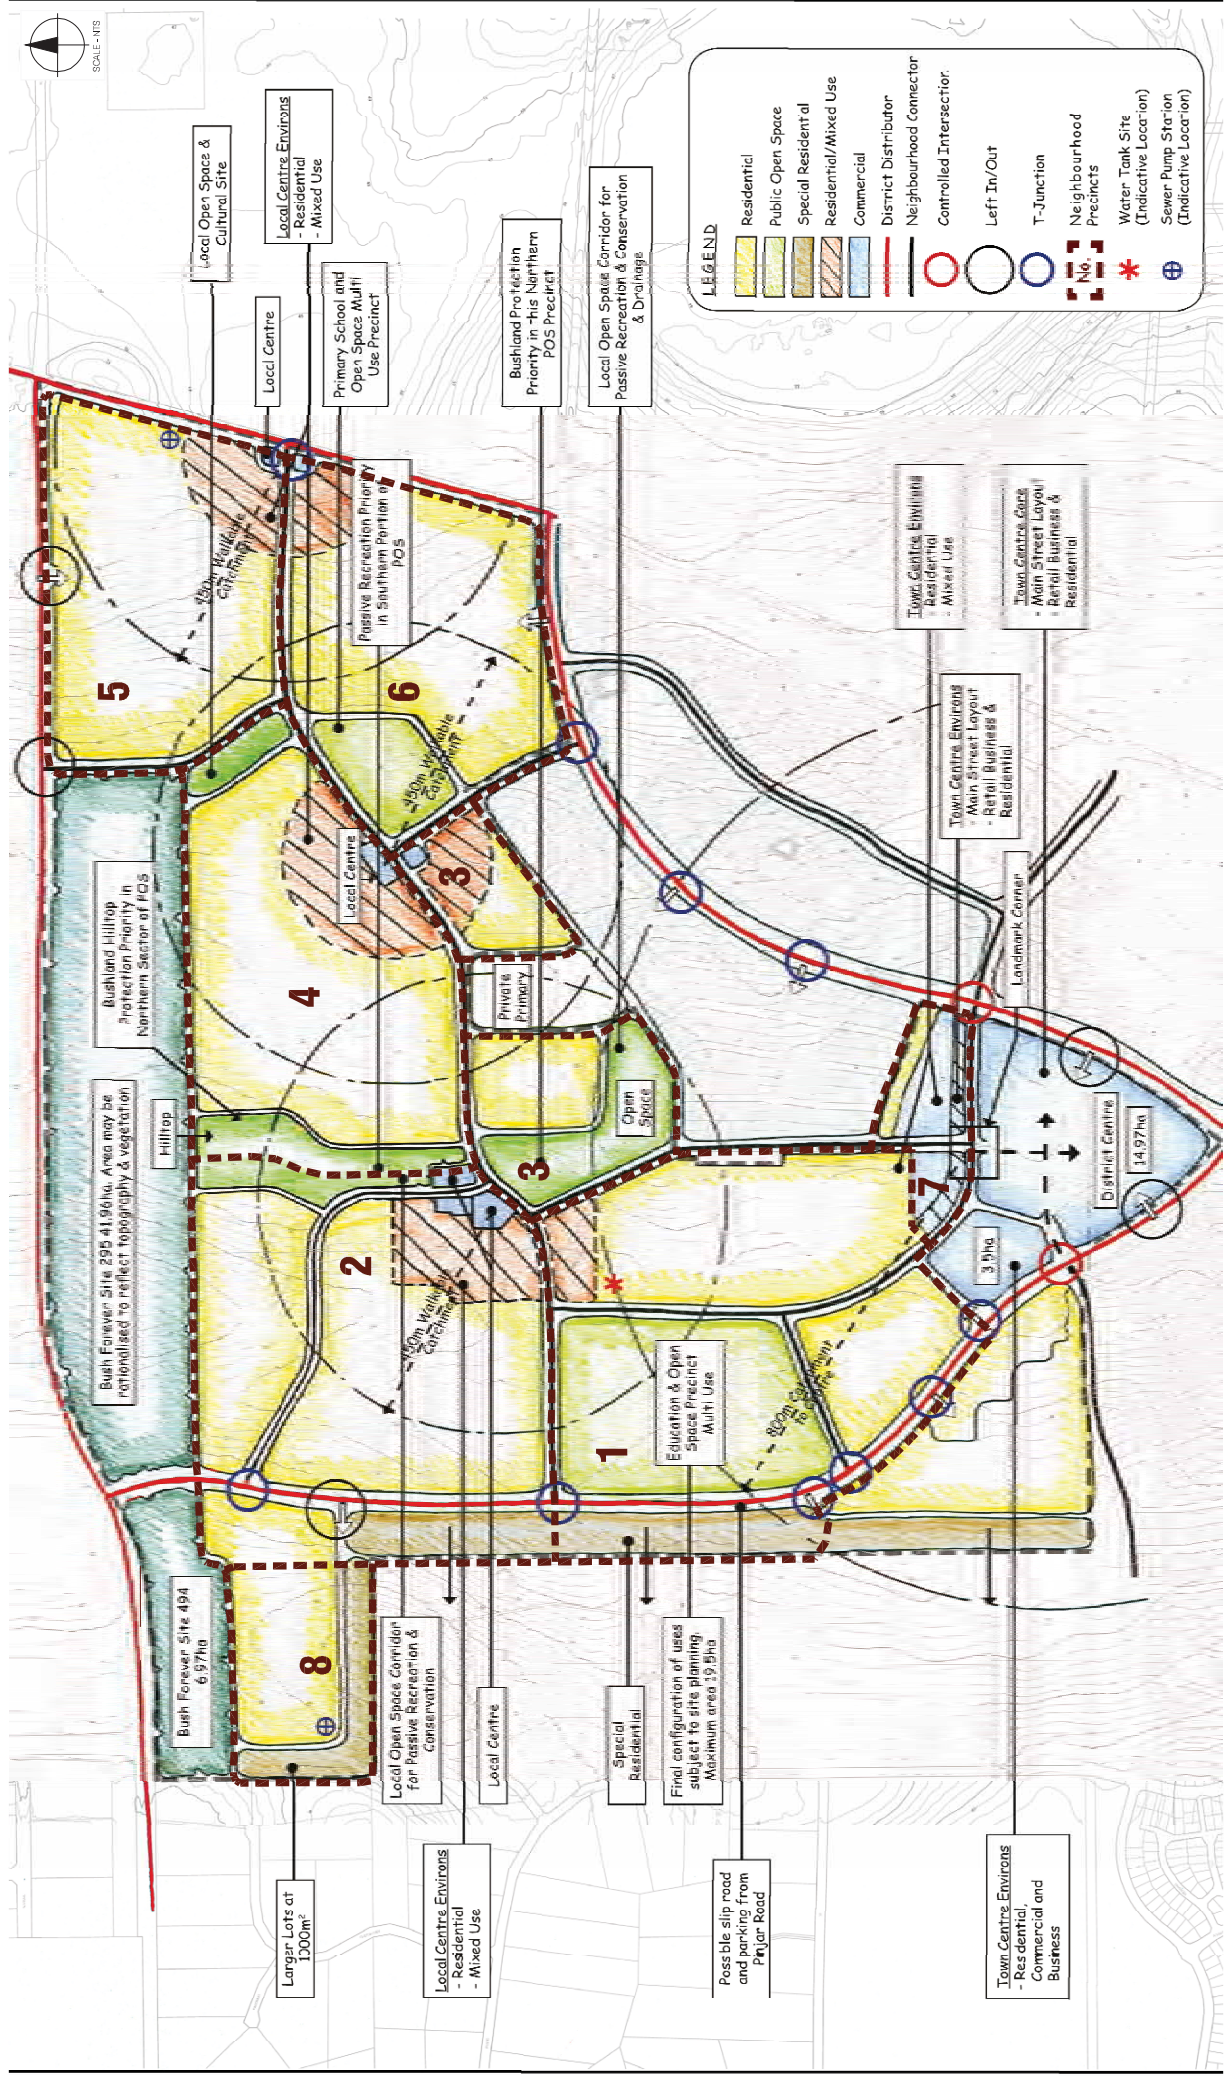 SCALE - NTS
Local Open Space &
Cultural Site
Local Centre Environs
- Residential
- Mixed Use
Local Centre
Primary School and
Open Space Multi
Use Precinct
Bushland Protection
Priority in this Northern
POS Precinct
Local Open Space Corridor for
Passive Recreation & Conservation
& Drainage
LEGEND
Residential
Public Open Space
Special Residential
Residential/Mixed Use
Commercial
District Distributor
Neighbourhood Connector
Controlled Intersection
Left In/Out
T-Junction
No.
Neighbourhood
Precincts
Water Tank Site
(Indicative Location)
Sewer Pump Station
(Indicative Location)
Passive Recreation Priority
in Southern Portion of
POS
450m Walkable
Catchment
5
6
450m Walkable
Catchment
Town Centre Environs
- Residential
- Mixed Use
Town Centre Core
- Main Street Layout
- Retail Business &
Residential
Town Centre Environs
- Main Street Layout
- Retail Business &
Residential
Landmark Corner
Bushland Hilltop
Protection Priority in
Northern Sector of POS
Local Centre
3
4
Private
Primary
Bush Forever Site 295 41.96ha. Area may be
rationalised to reflect topography & vegetation
Hilltop
Open
Space
3
2
450m Walkable
Catchment
District Centre
14.97ha
7
3.5ha
Education & Open
Space Precinct
Multi Use
1
800m Catchment
to Centre
Bush Forever Site 494
6.97ha
8
Local Open Space Corridor
for Passive Recreation &
Conservation
Local Centre
Special
Residential
Final configuration of uses
subject to site planning.
Maximum area 19.5ha
Larger Lots at
1000m²
Local Centre Environs
- Residential
- Mixed Use
Possble slip road
and parking from
Pinjar Road
Town Centre Environs
- Residential,
Commercial and
Business